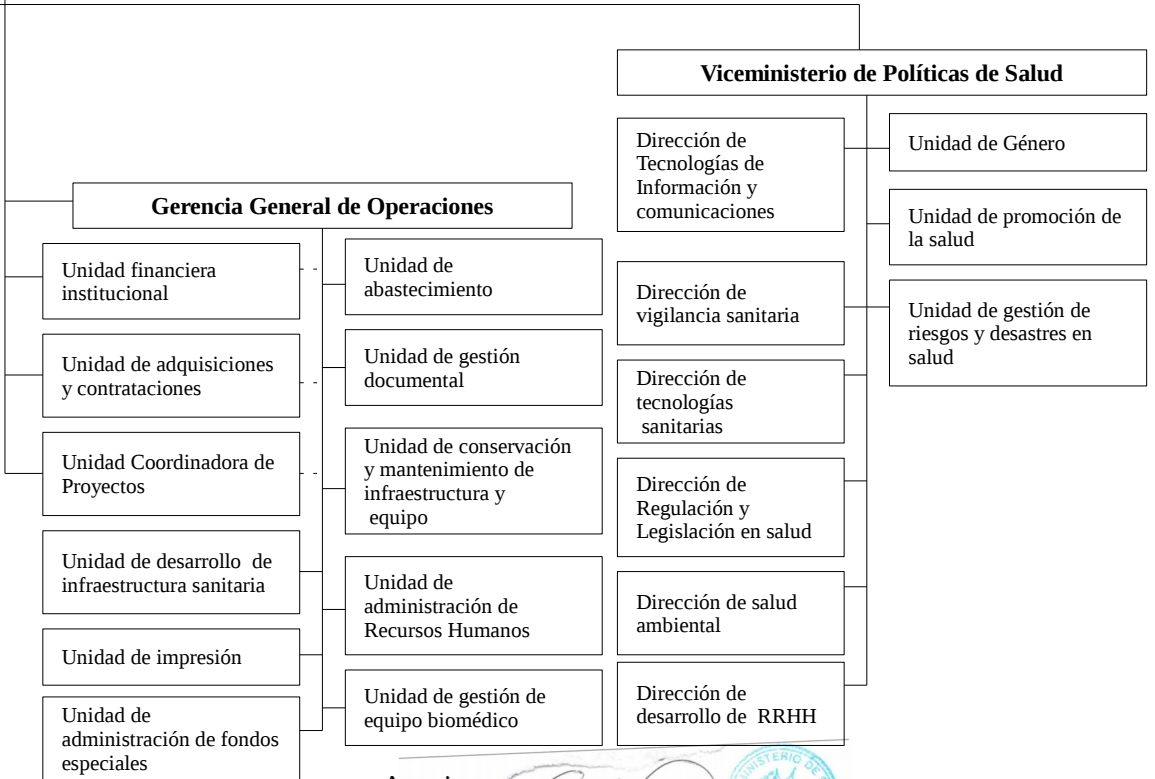 Viceministerio de Políticas de Salud
Dirección de
Tecnologías de
Información y
comunicaciones
Unidad de Género
Unidad de promoción de
la salud
Dirección de
vigilancia sanitaria
Unidad de gestión de
riesgos y desastres en
salud
Dirección de
tecnologías
sanitarias
Dirección de
Regulación y
Legislación en salud
Dirección de salud
ambiental
Dirección de
desarrollo de RRHH
Gerencia General de Operaciones
Unidad financiera
institucional
Unidad de
abastecimiento
Unidad de adquisiciones
y contrataciones
Unidad de gestión
documental
Unidad Coordinadora de
Proyectos
Unidad de conservación
y mantenimiento de
infraestructura y
equipo
Unidad de desarrollo de
infraestructura sanitaria
Unidad de
administración de
Recursos Humanos
Unidad de impresión
Unidad de gestión de
equipo biomédico
Unidad de
administración de fondos
especiales
MINISTERIO DE